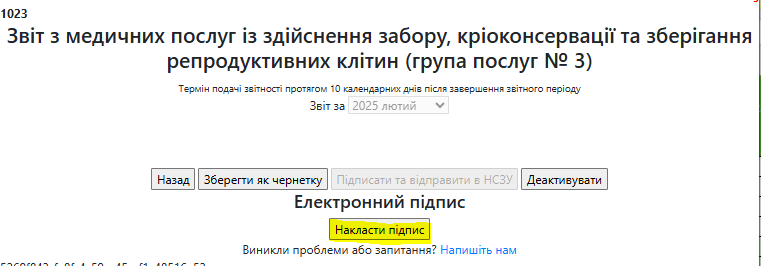 1023
Звіт з медичних послуг із здійснення забору, кріоконсервації та зберігання
репродуктивних клітин (група послуг № 3)
Термін подачі звітності протягом 10 календарних днів після завершення звітного періоду
Звіт за 2025 лютий
Назад Зберегти як чернетку Підписати та відправити в НСЗУ Деактивувати
Електронний підпис
Накласти підпис
Виникли проблеми або запитання? Напишіть нам